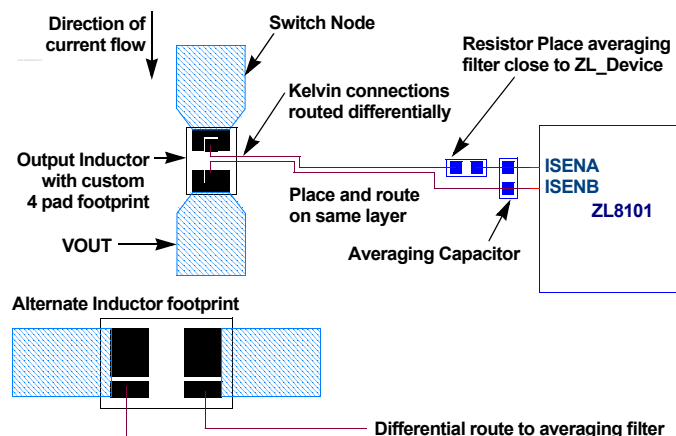 Direction of
current flow
Switch Node
Resistor Place averaging
filter close to ZL_Device
Kelvin connections
routed differentially
Output Inductor
with custom
4 pad footprint
Place and route
on same layer
ISENA
ISENB
ZL8101
VOUT
Averaging Capacitor
Alternate Inductor footprint
Differential route to averaging filter